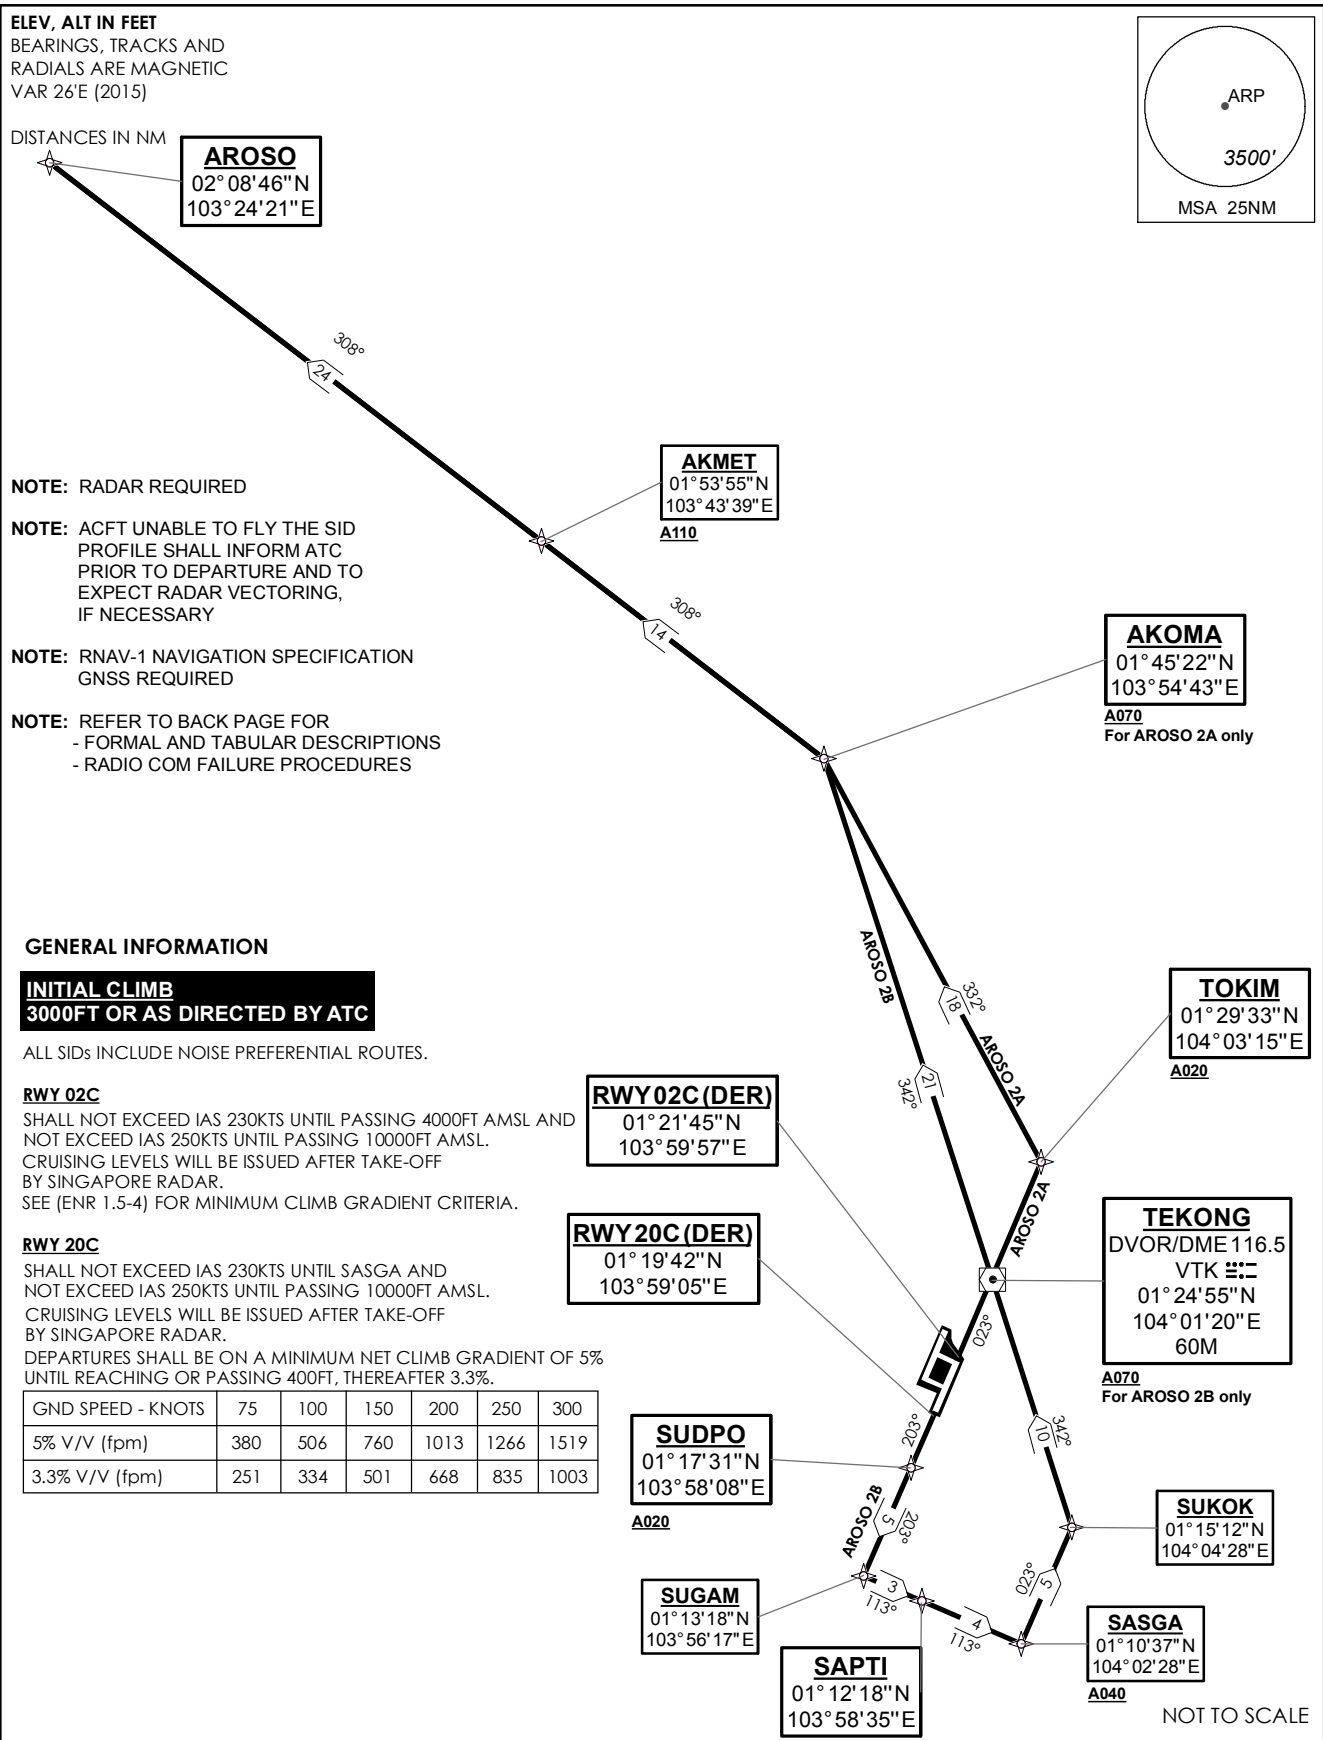 ELEV, ALT IN FEET
BEARINGS, TRACKS AND
RADIALS ARE MAGNETIC
VAR 26'E (2015)
DISTANCES IN NM
ARP
3500'
MSA 25NM
AROSO
02°08'46"N
103°24'21"E
308°
24
AKMET
01°53'55"N
103°43'39"E
A110
NOTE: RADAR REQUIRED
NOTE: ACFT UNABLE TO FLY THE SID
PROFILE SHALL INFORM ATC
PRIOR TO DEPARTURE AND TO
EXPECT RADAR VECTORING,
IF NECESSARY
NOTE: RNAV-1 NAVIGATION SPECIFICATION
GNSS REQUIRED
NOTE: REFER TO BACK PAGE FOR
- FORMAL AND TABULAR DESCRIPTIONS
- RADIO COM FAILURE PROCEDURES
308°
14
AKOMA
01°45'22"N
103°54'43"E
A070
For AROSO 2A only
AROSO 2B
21
342°
332°
18
AROSO 2A
TOKIM
01°29'33"N
104°03'15"E
A020
GENERAL INFORMATION
INITIAL CLIMB
3000FT OR AS DIRECTED BY ATC
ALL SIDs INCLUDE NOISE PREFERENTIAL ROUTES.
RWY 02C
SHALL NOT EXCEED IAS 230KTS UNTIL PASSING 4000FT AMSL AND
NOT EXCEED IAS 250KTS UNTIL PASSING 10000FT AMSL.
CRUISING LEVELS WILL BE ISSUED AFTER TAKE-OFF
BY SINGAPORE RADAR.
SEE (ENR 1.5-4) FOR MINIMUM CLIMB GRADIENT CRITERIA.
RWY 20C
SHALL NOT EXCEED IAS 230KTS UNTIL SASGA AND
NOT EXCEED IAS 250KTS UNTIL PASSING 10000FT AMSL.
CRUISING LEVELS WILL BE ISSUED AFTER TAKE-OFF
BY SINGAPORE RADAR.
DEPARTURES SHALL BE ON A MINIMUM NET CLIMB GRADIENT OF 5%
UNTIL REACHING OR PASSING 400FT, THEREAFTER 3.3%.
GND SPEED - KNOTS 75 100 150 200 250 300
5% V/V (fpm) 380 506 760 1013 1266 1519
3.3% V/V (fpm) 251 334 501 668 835 1003
RWY 02C (DER)
01°21'45"N
103°59'57"E
RWY 20C (DER)
01°19'42"N
103°59'05"E
AROSO 2A
023°
TEKONG
DVOR/DME 116.5
VTK
01°24'55"N
104°01'20"E
60M
A070
For AROSO 2B only
203°
SUDPO
01°17'31"N
103°58'08"E
A020
AROSO 2B
5
203°
342°
10
SUKOK
01°15'12"N
104°04'28"E
SUGAM
01°13'18"N
103°56'17"E
3
113°
4
113°
023°
5
SAPTI
01°12'18"N
103°58'35"E
SASGA
01°10'37"N
104°02'28"E
A040
NOT TO SCALE